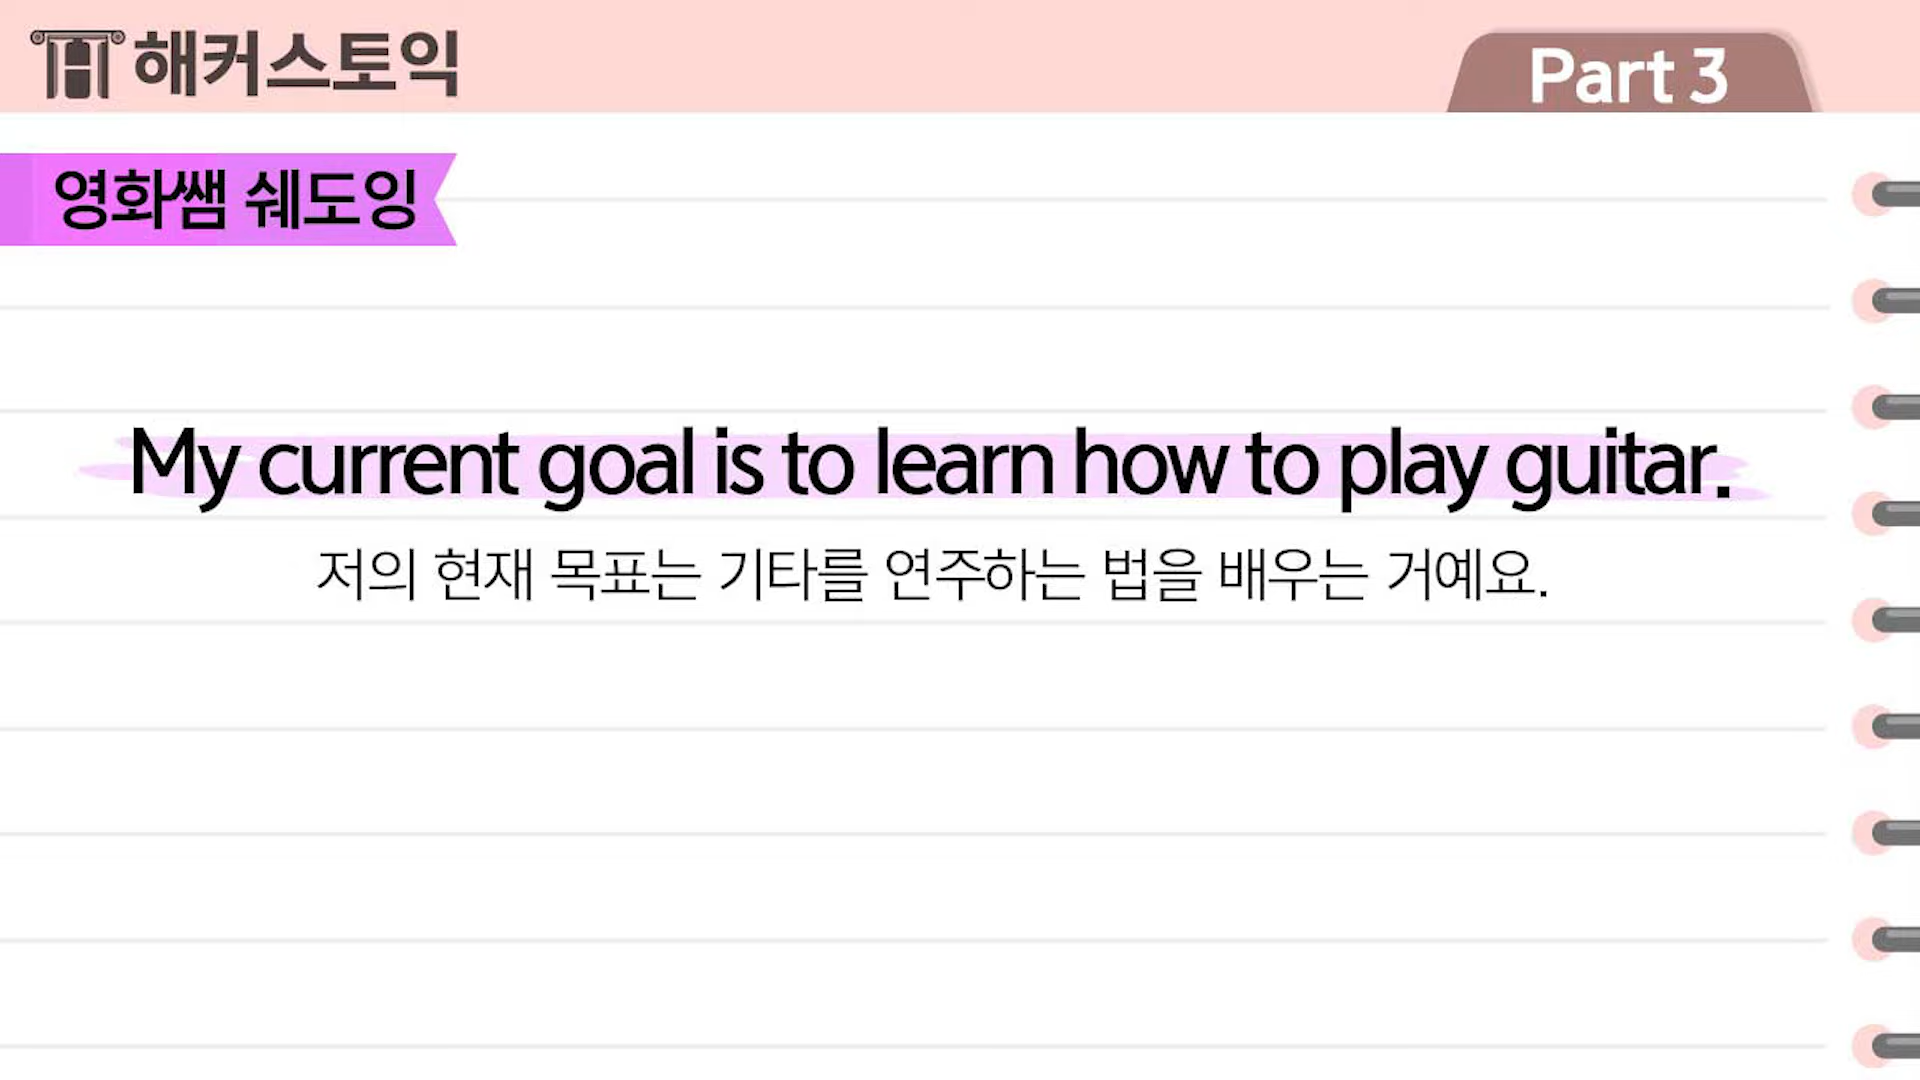 해커스토익
Part 3
영화쌤 쉐도잉
My current goal is to learn how to play guitar.
저의 현재 목표는 기타를 연주하는 법을 배우는 거예요.